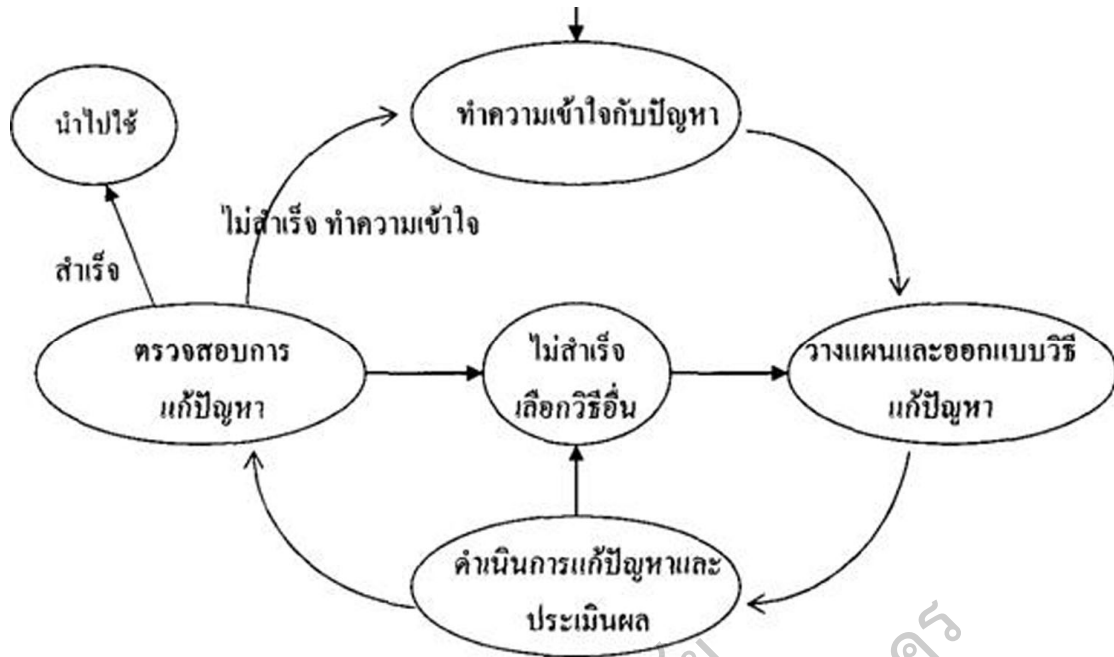 ทำความเข้าใจกับปัญหา
นำไปใช้
ไม่สำเร็จ ทำความเข้าใจ
สำเร็จ
ตรวจสอบการ
แก้ปัญหา
ไม่สำเร็จ
เลือกวิธีอื่น
วางแผนและออกแบบวิธี
แก้ปัญหา
ดำเนินการแก้ปัญหาและ
ประเมินผล